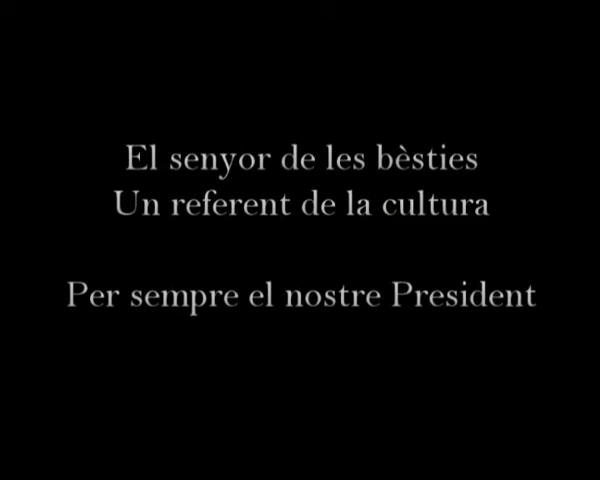 El senyor de les bèsties
Un referent de la cultura
Per sempre el nostre President